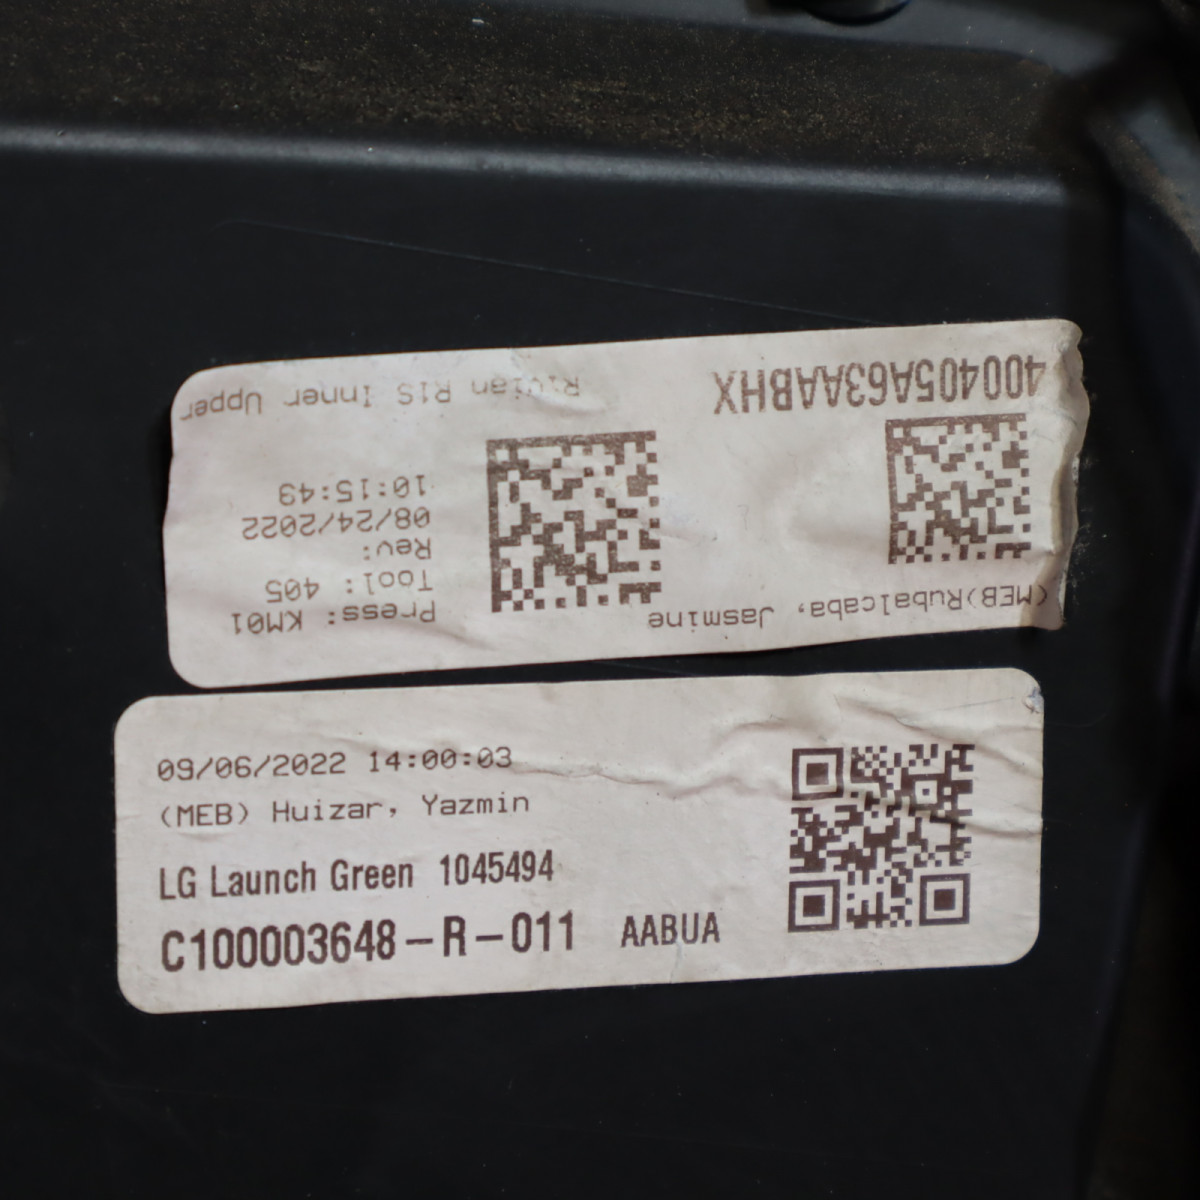 400405A63AABHX
Rivian R1S Inner Upper
(MEB)Rubalcaba, Jasmine
Press: KM01
Tool: 405
Rev:
08/24/2022
10:15:49
09/06/2022 14:00:03
(MEB) Huizar, Yazmin
LG Launch Green 1045494
C100003648-R-011 AABUA